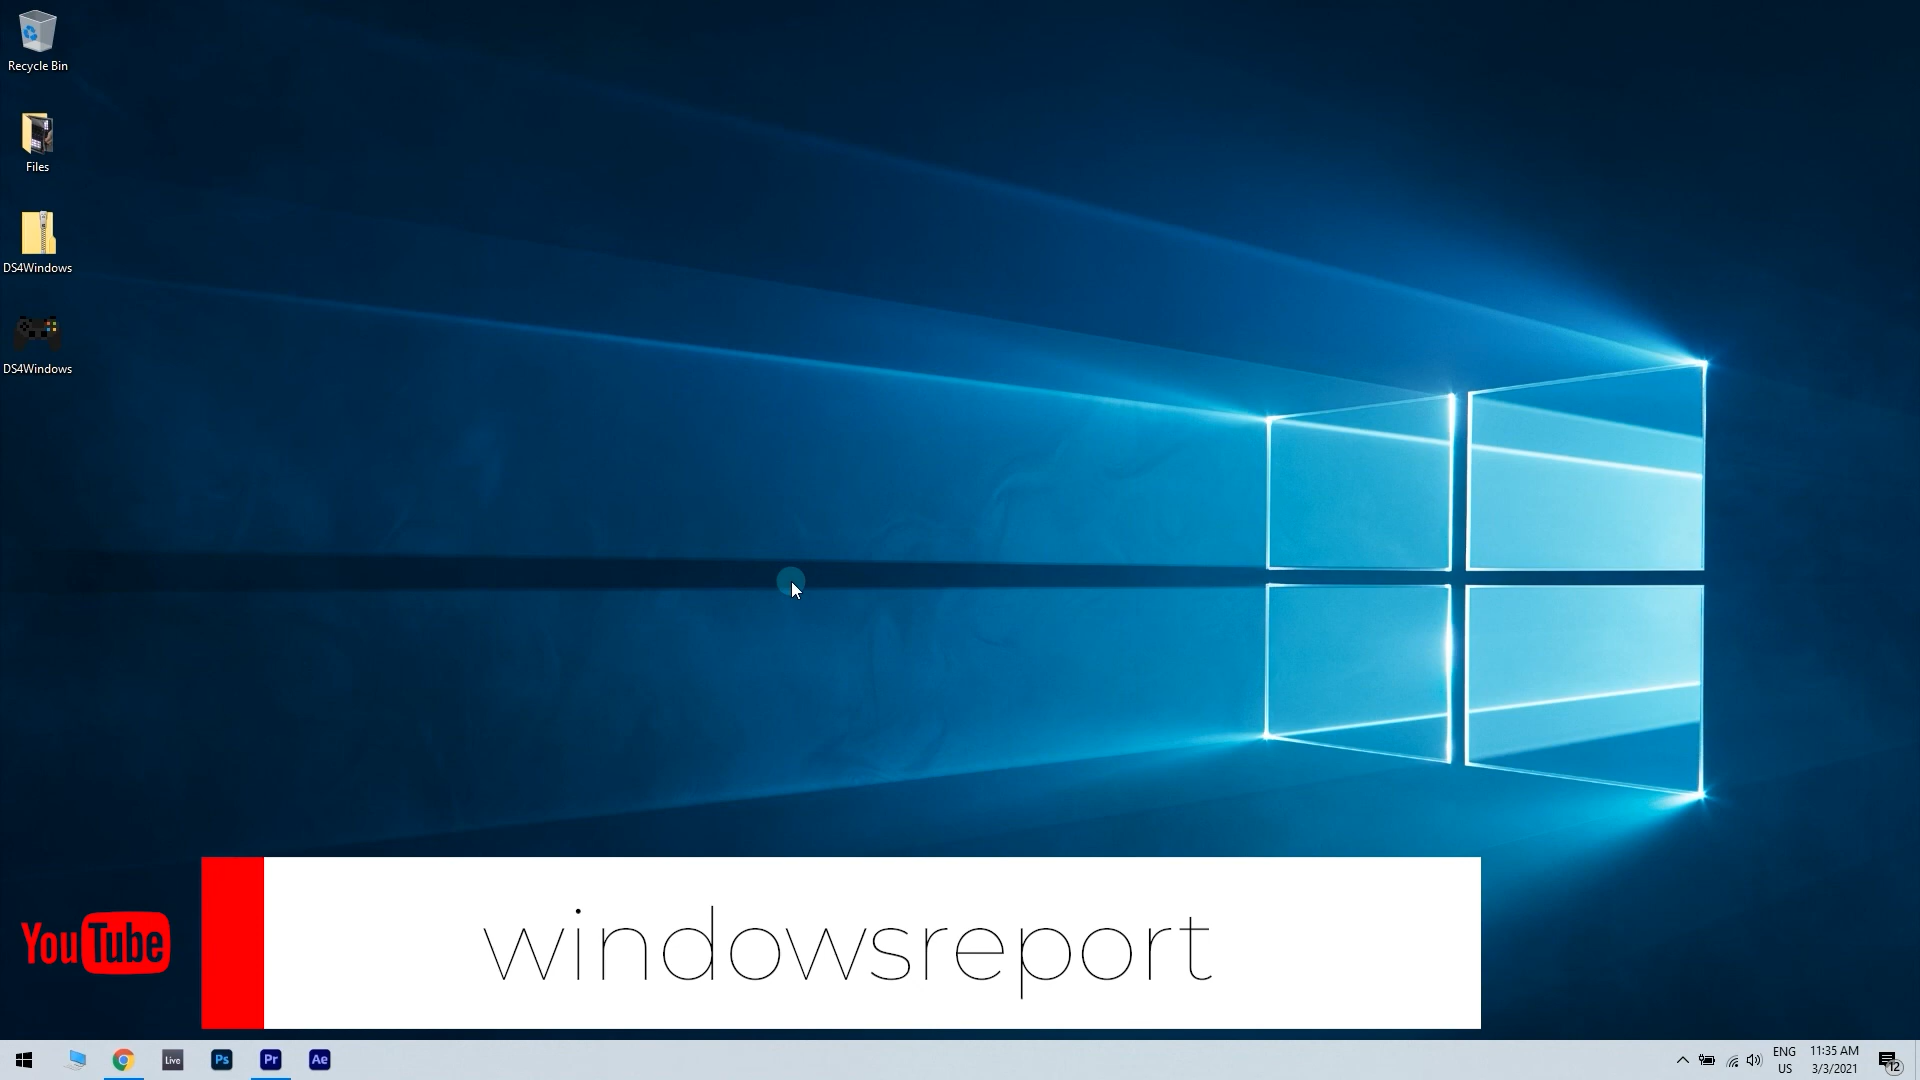 Recycle Bin
Files
DS4Windows
DS4Windows
YouTube
windowsreport
Live
Ps
Pr
Ae
ENG
US
11:35 AM
3/3/2021
12